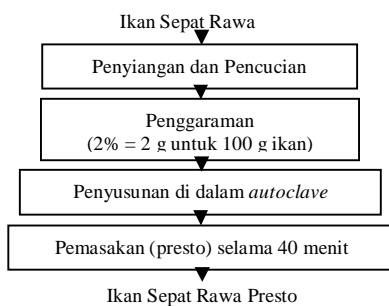 Ikan Sepat Rawa
Penyiangan dan Pencucian
Penggaraman
(2% = 2 g untuk 100 g ikan)
Penyusunan di dalam autoclave
Pemasakan (presto) selama 40 menit
Ikan Sepat Rawa Presto